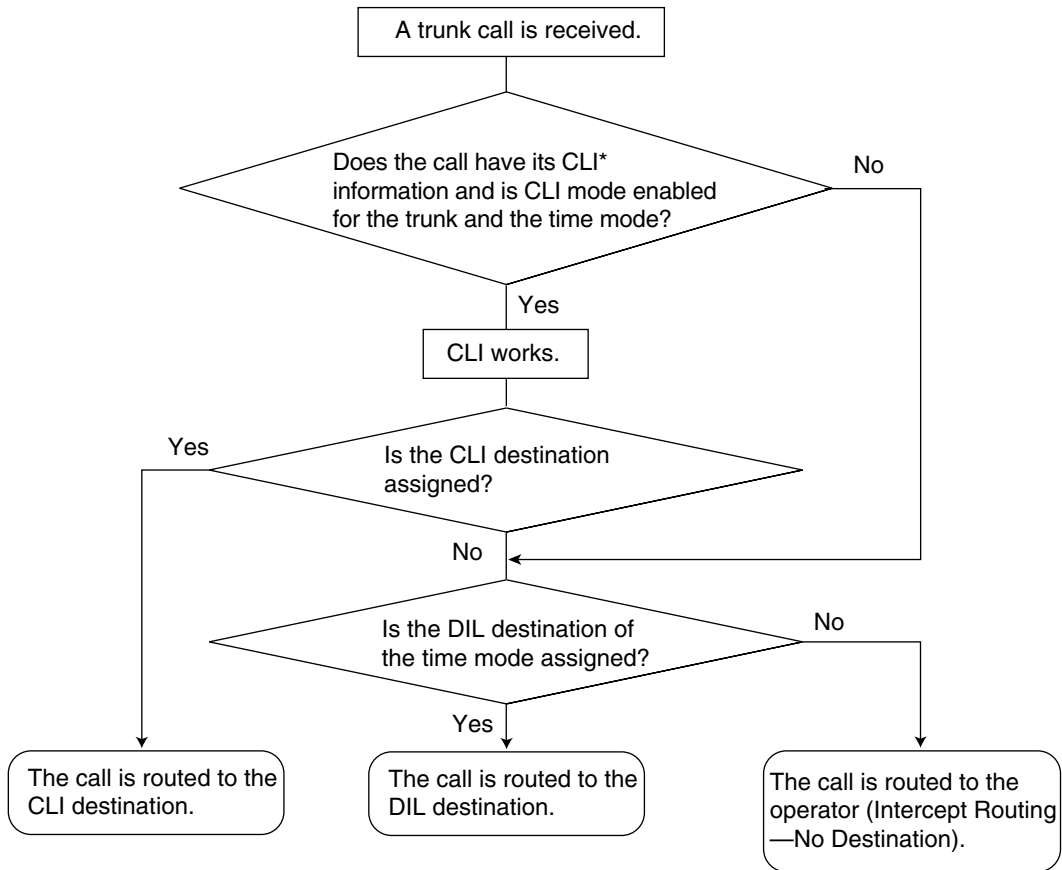 A trunk call is received.
Does the call have its CLI*
information and is CLI mode enabled
for the trunk and the time mode?
No
Yes
CLI works.
Yes
Is the CLI destination
assigned?
No
Is the DIL destination of
the time mode assigned?
No
Yes
The call is routed to the
CLI destination.
The call is routed to the
DIL destination.
The call is routed to the
operator (Intercept Routing
—No Destination).